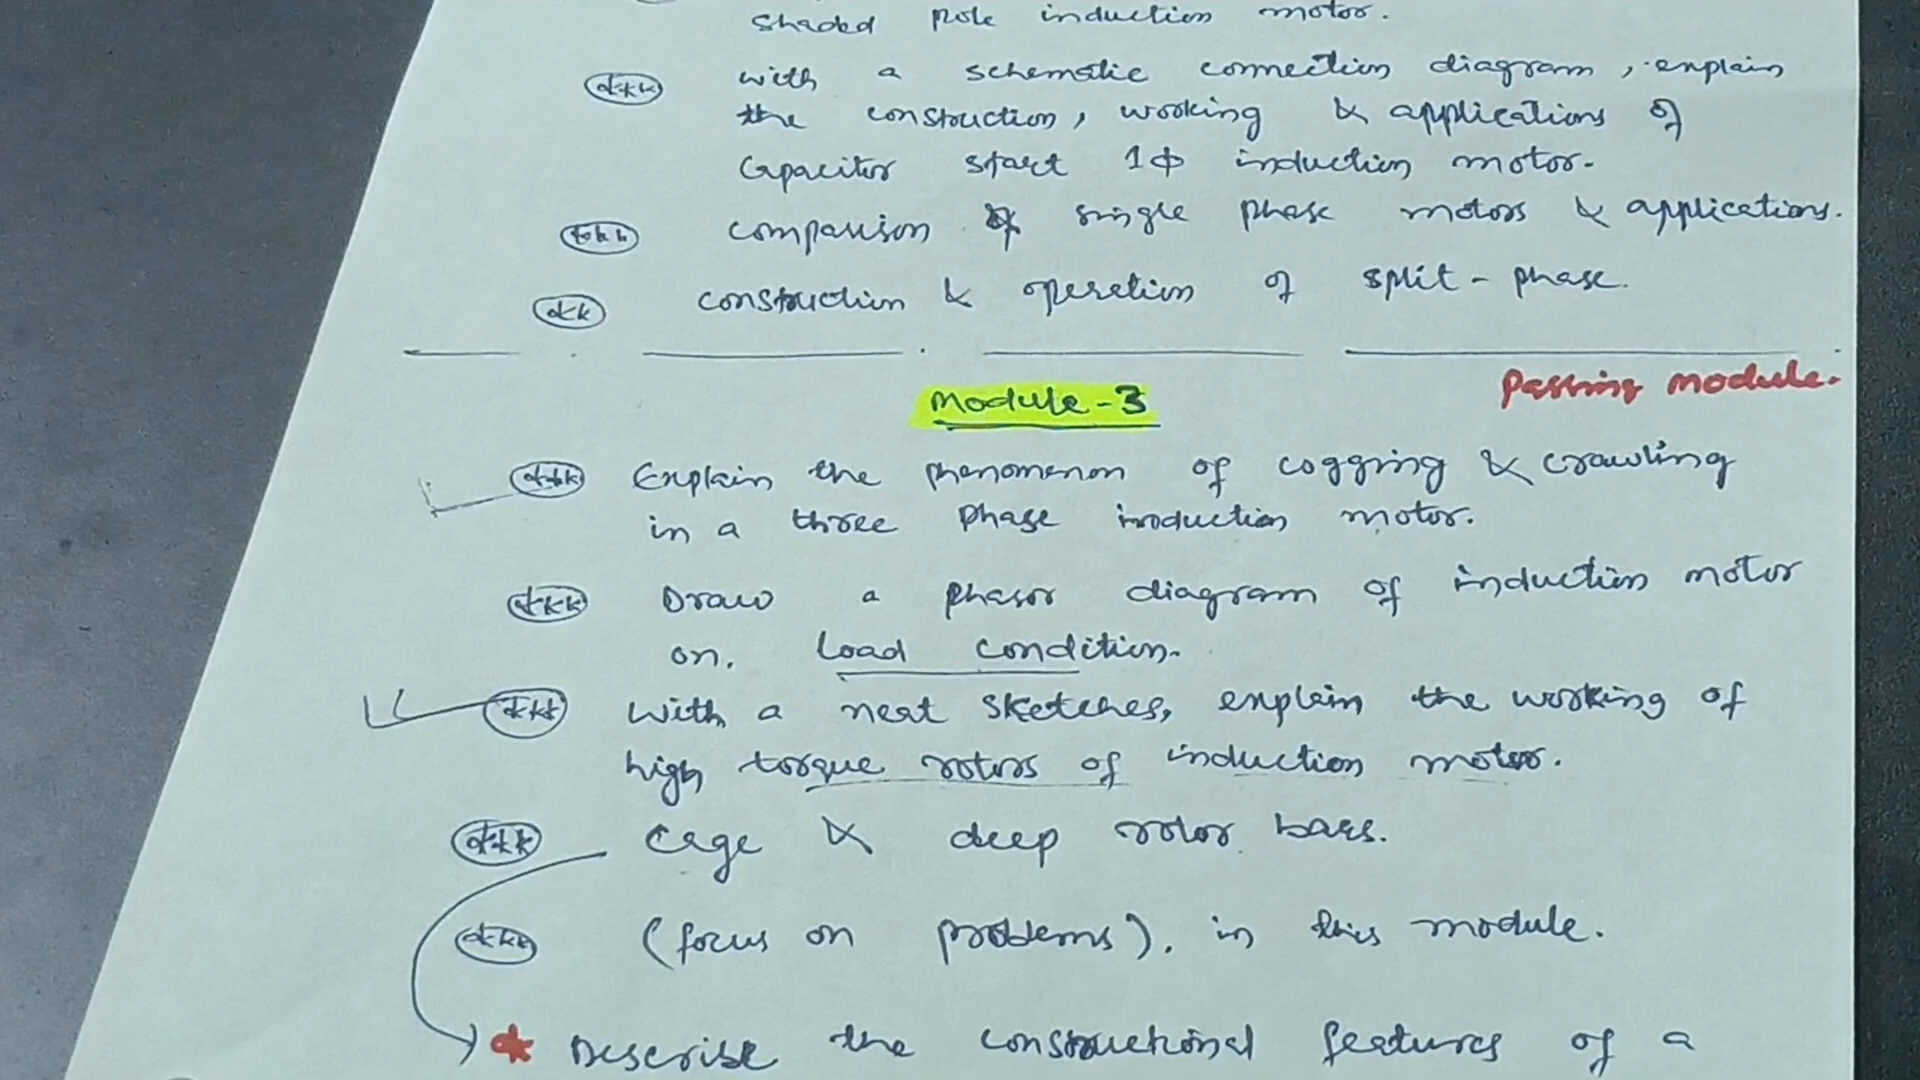 shaded pole induction motor.
*** with a schematic connection diagram, explain
the construction, working & applications of
Capacitor start 1ϕ induction motor.
*** comparison of single phase motors & applications.
** construction & operation of split-phase.
Passing module.
Module-3
*** Explain the phenomenon of cogging & crawling
in a three phase induction motor.
*** Draw a phasor diagram of induction motor
on. Load condition.
*** with a neat sketches, explain the working of
high torque rotors of induction motor.
*** Cage & deep rotor bars.
*** (focus on problems). in this module.
* Describe the constructional features of a